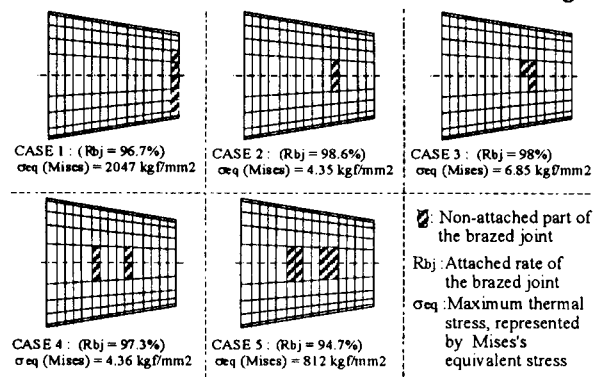 CASE 1 : (Rbj = 96.7%)
σeq (Mises) = 2047 kgf/mm2
CASE 2 : (Rbj = 98.6%)
σeq (Mises) = 4.35 kgf/mm2
CASE 3 : (Rbj = 98%)
σeq (Mises) = 6.85 kgf/mm2
CASE 4 : (Rbj = 97.3%)
σeq (Mises) = 4.36 kgf/mm2
CASE 5 : (Rbj = 94.7%)
σeq (Mises) = 812 kgf/mm2
: Non-attached part of
the brazed joint
Rbj : Attached rate of
the brazed joint
σeq : Maximum thermal
stress, represented
by Mises's
equivalent stress